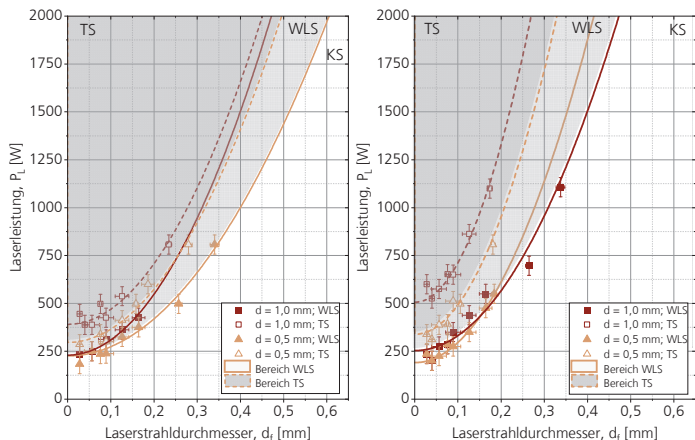 2000
1750
1500
1250
1000
750
500
250
0
Laserleistung, P_L [W]
TS
WLS
KS
d = 1,0 mm; WLS
d = 1,0 mm; TS
d = 0,5 mm; WLS
d = 0,5 mm; TS
Bereich WLS
Bereich TS
0 0,1 0,2 0,3 0,4 0,5 0,6
Laserstrahldurchmesser, d_f [mm]
2000
1750
1500
1250
1000
750
500
250
0
Laserleistung, P_L [W]
TS
WLS
KS
d = 1,0 mm; WLS
d = 1,0 mm; TS
d = 0,5 mm; WLS
d = 0,5 mm; TS
Bereich WLS
Bereich TS
0 0,1 0,2 0,3 0,4 0,5 0,6
Laserstrahldurchmesser, d_f [mm]